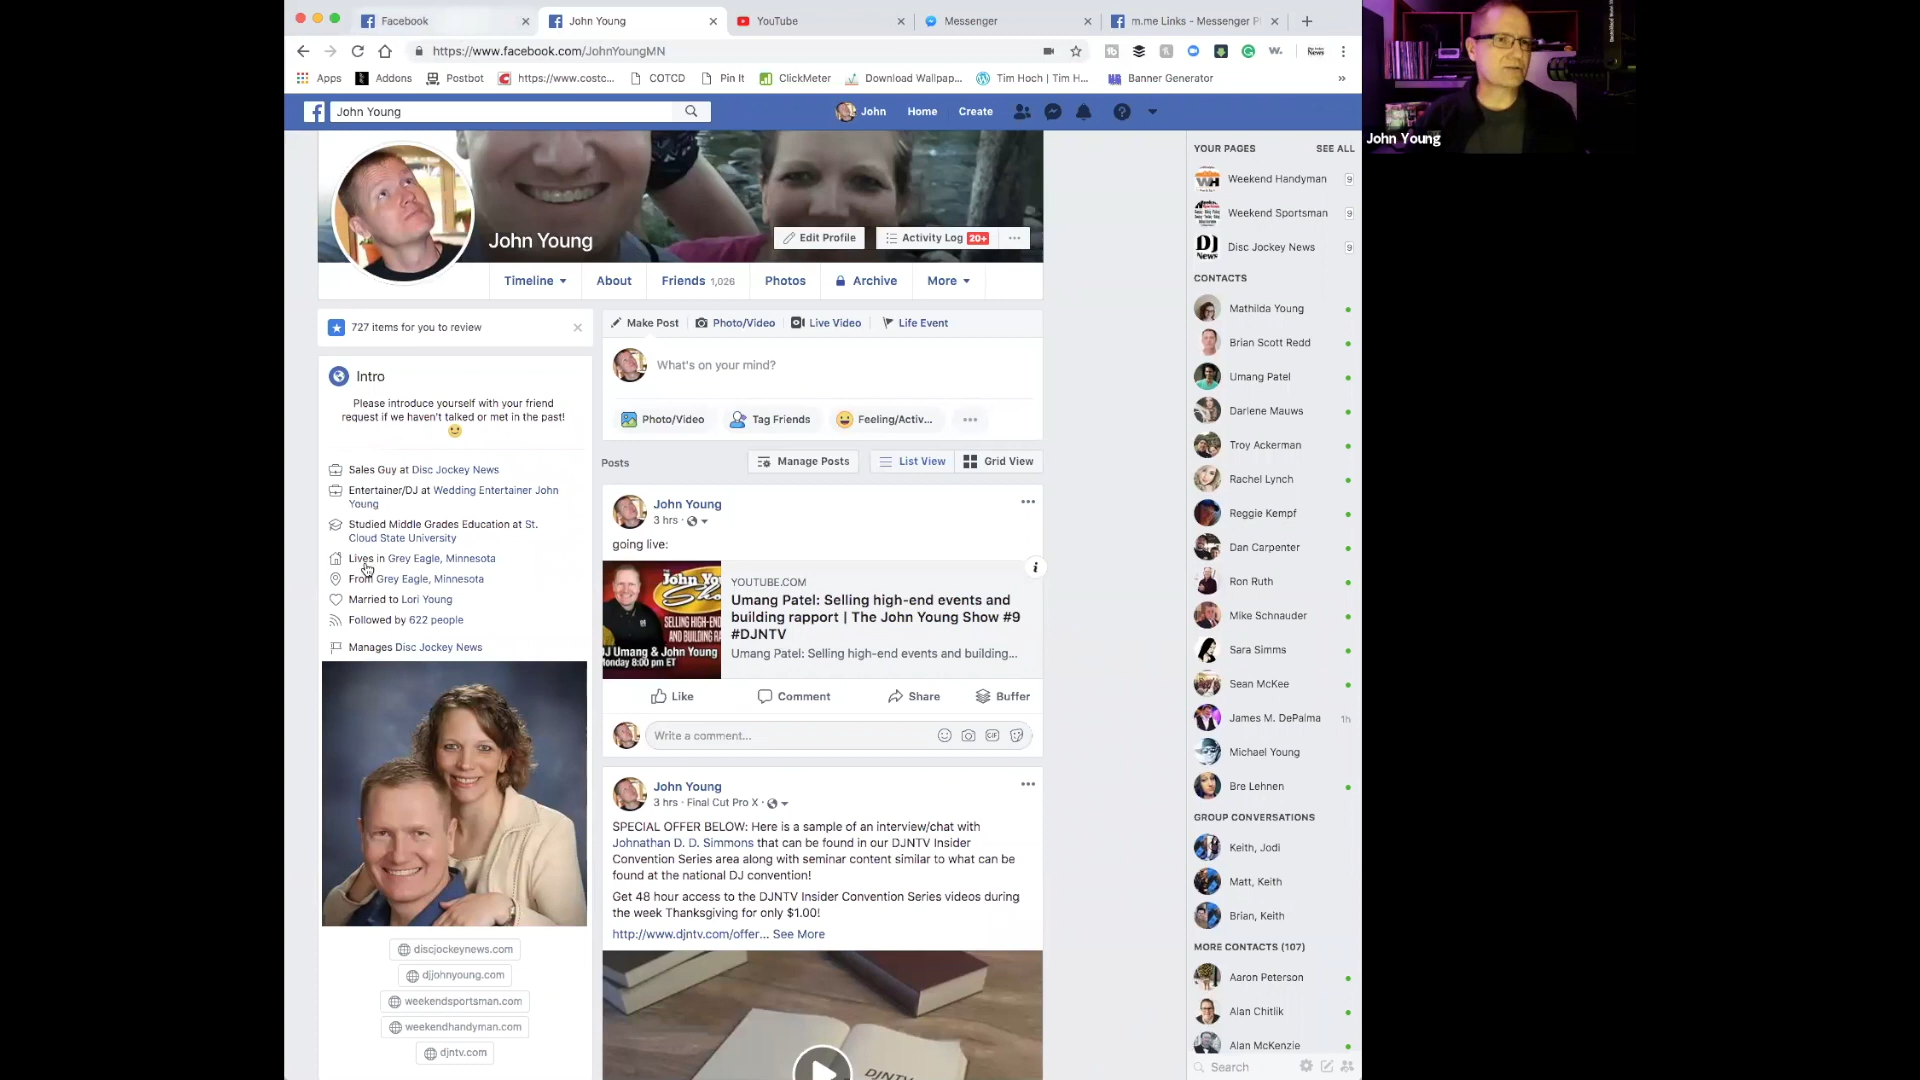 Facebook
John Young
YouTube
Messenger
m.me Links - Messenger P
https://www.facebook.com/JohnYoungMN
Apps
Addons
Postbot
https://www.costc...
COTCD
Pin It
ClickMeter
Download Wallpap...
Tim Hoch | Tim H...
Banner Generator
John Young
John
Home
Create
John Young
Edit Profile
Activity Log 20+
Timeline
About
Friends 1,026
Photos
Archive
More
727 items for you to review
Intro
Please introduce yourself with your friend
request if we haven't talked or met in the past!
Sales Guy at Disc Jockey News
Entertainer/DJ at Wedding Entertainer John
Young
Studied Middle Grades Education at St.
Cloud State University
Lives in Grey Eagle, Minnesota
From Grey Eagle, Minnesota
Married to Lori Young
Followed by 622 people
Manages Disc Jockey News
discjockeynews.com
djjohnyoung.com
weekendsportsman.com
weekendhandyman.com
djntv.com
Make Post
Photo/Video
Live Video
Life Event
What's on your mind?
Photo/Video
Tag Friends
Feeling/Activ...
Posts
Manage Posts
List View
Grid View
John Young
3 hrs
going live:
YOUTUBE.COM
Umang Patel: Selling high-end events and
building rapport | The John Young Show #9
#DJNTV
Umang Patel: Selling high-end events and building...
Like
Comment
Share
Buffer
Write a comment...
John Young
3 hrs · Final Cut Pro X ·
SPECIAL OFFER BELOW: Here is a sample of an interview/chat with
Johnathan D. D. Simmons that can be found in our DJNTV Insider
Convention Series area along with seminar content similar to what can be
found at the national DJ convention!
Get 48 hour access to the DJNTV Insider Convention Series videos during
the week Thanksgiving for only $1.00!
http://www.djntv.com/offer... See More
DJNTV
YOUR PAGES
SEE ALL
Weekend Handyman 9
Weekend Sportsman 9
Disc Jockey News 9
CONTACTS
Mathilda Young
Brian Scott Redd
Umang Patel
Darlene Mauws
Troy Ackerman
Rachel Lynch
Reggie Kempf
Dan Carpenter
Ron Ruth
Mike Schnauder
Sara Simms
Sean McKee
James M. DePalma 1h
Michael Young
Bre Lehnen
GROUP CONVERSATIONS
Keith, Jodi
Matt, Keith
Brian, Keith
MORE CONTACTS (107)
Aaron Peterson
Alan Chitlik
Alan McKenzie
Search
John Young